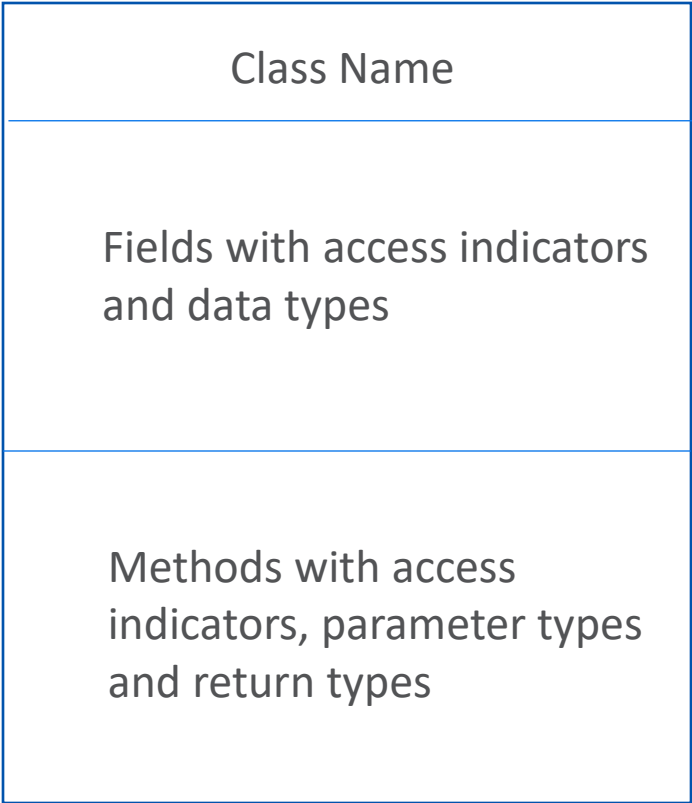 Class Name
Fields with access indicators
and data types
Methods with access
indicators, parameter types
and return types